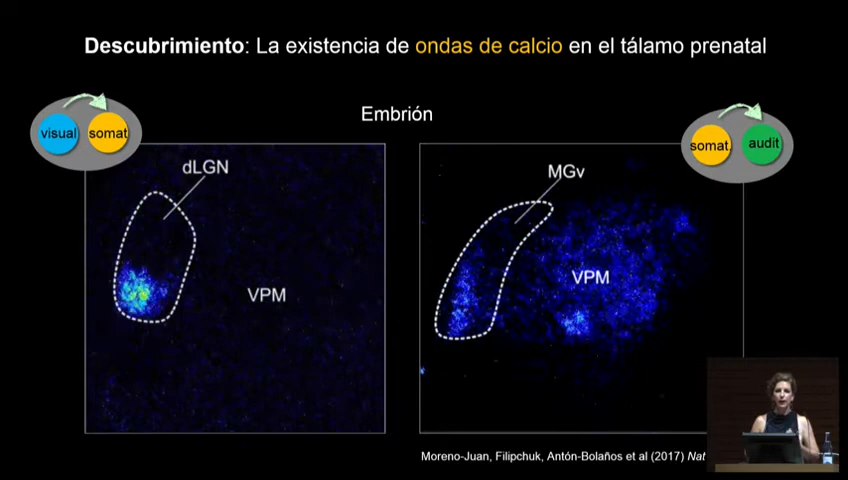 Descubrimiento: La existencia de ondas de calcio en el tálamo prenatal
Embrión
visual
somat
somat.
audit
dLGN
VPM
MGv
VPM
Moreno-Juan, Filipchuk, Antón-Bolaños et al (2017) Nat